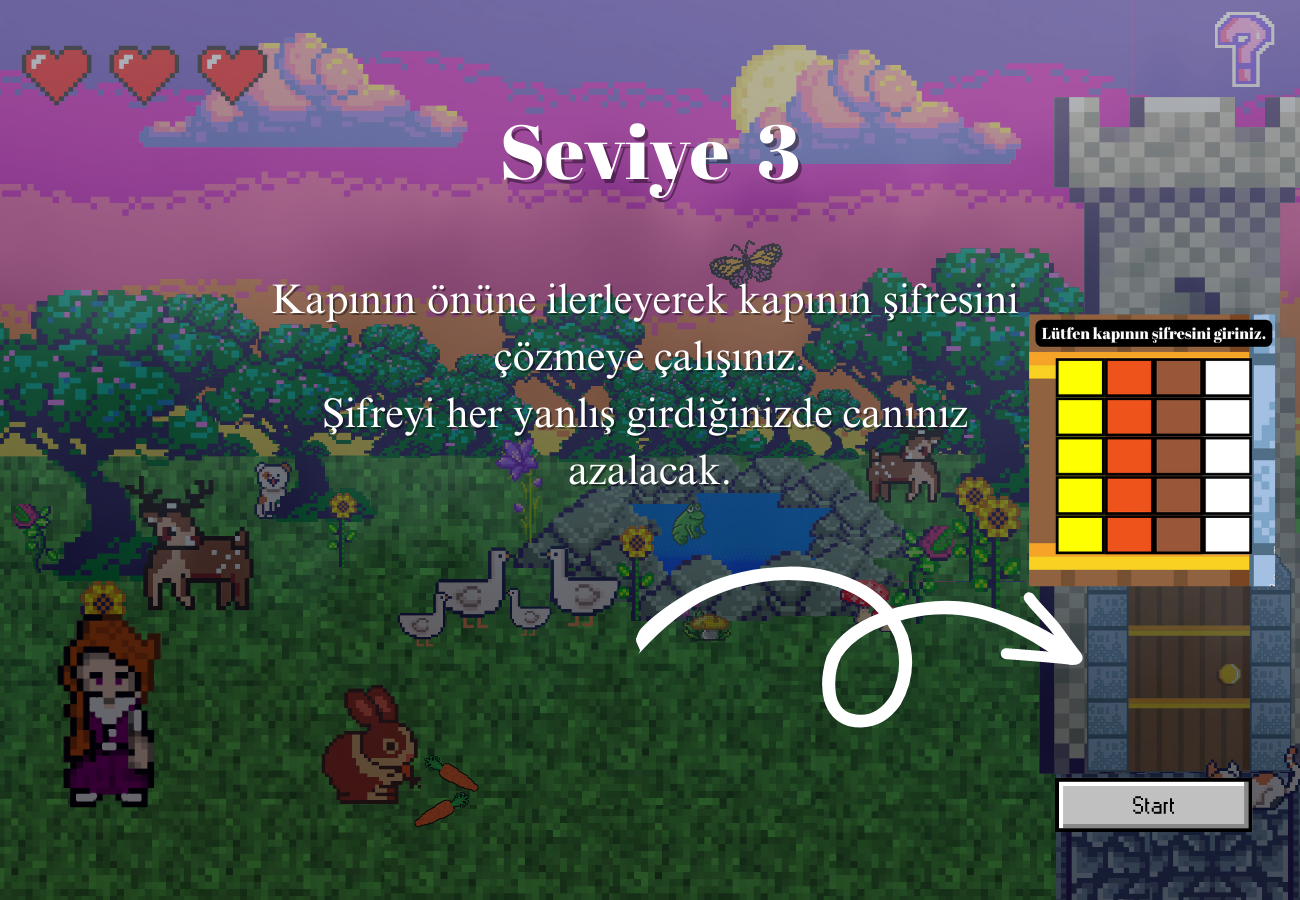 Seviye 3
Kapının önüne ilerleyerek kapının şifresini
çözmeye çalışınız.
Şifreyi her yanlış girdiğinizde canınız
azalacak.
Lütfen kapının şifresini giriniz.
Start